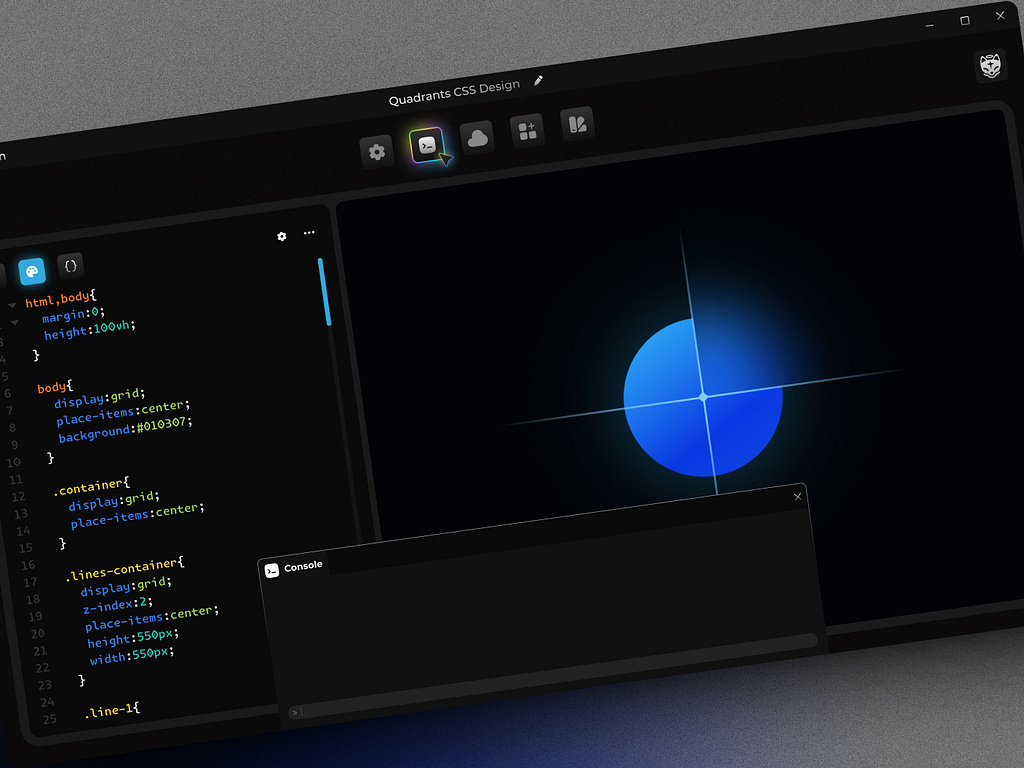 Quadrants CSS Design
n
{}
html,body{
margin:0;
3
height:100vh;
4
}
5
6
body{
7
display:grid;
8
place-items:center;
9
background:#010307;
10
}
11
12
.container{
13
display:grid;
14
place-items:center;
15
}
16
17
.lines-container{
18
display:grid;
19
z-index:2;
20
place-items:center;
21
height:550px;
22
width:550px;
23
}
24
25
.line-1{
Console
>|